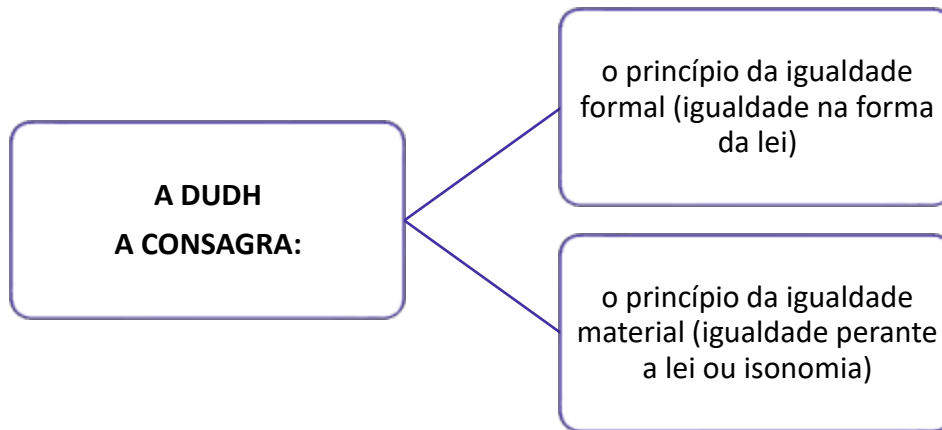 A DUDH
A CONSAGRA:
o princípio da igualdade
formal (igualdade na forma
da lei)
o princípio da igualdade
material (igualdade perante
a lei ou isonomia)